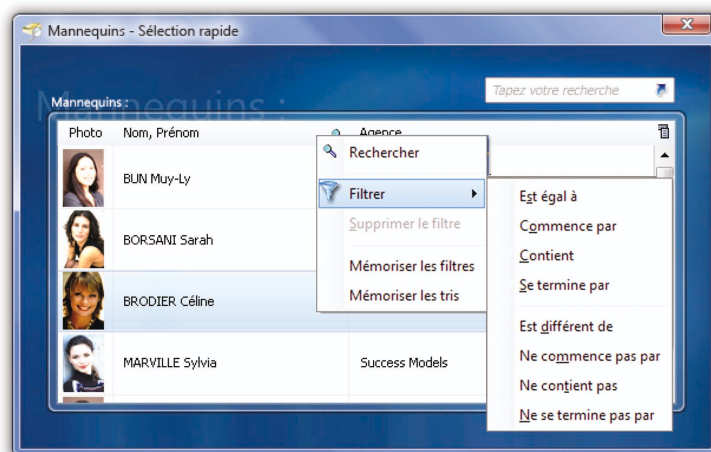 Mannequins - Sélection rapide
Tapez votre recherche
Mannequins :
Mannequins :
Photo Nom, Prénom Agence
BUN Muy-Ly
BORSANI Sarah
BRODIER Céline
MARVILLE Sylvia Success Models
Rechercher
Filtrer
Supprimer le filtre
Mémoriser les filtres
Mémoriser les tris
Est égal à
Commence par
Contient
Se termine par
Est différent de
Ne commence pas par
Ne contient pas
Ne se termine pas par